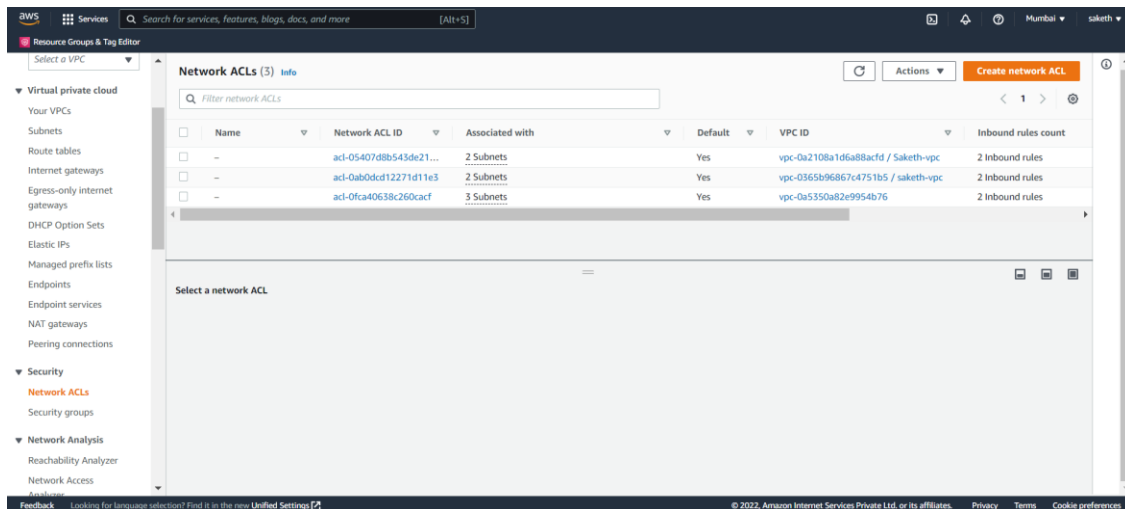 aws
Services
Search for services, features, blogs, docs, and more
[Alt+S]
Mumbai
saketh
Resource Groups & Tag Editor
Select a VPC
Virtual private cloud
Your VPCs
Subnets
Route tables
Internet gateways
Egress-only internet
gateways
DHCP Option Sets
Elastic IPs
Managed prefix lists
Endpoints
Endpoint services
NAT gateways
Peering connections
Security
Network ACLs
Security groups
Network Analysis
Reachability Analyzer
Network Access
Analyzer
Network ACLs (3) Info
Actions
Create network ACL
Filter network ACLs
1
Name Network ACL ID Associated with Default VPC ID Inbound rules count
– acl-05407d8b543de21... 2 Subnets Yes vpc-0a2108a1d6a88acfd / Saketh-vpc 2 Inbound rules
– acl-0ab0dcd12271d11e3 2 Subnets Yes vpc-0365b96867c4751b5 / saketh-vpc 2 Inbound rules
– acl-0fca40638c260cacf 3 Subnets Yes vpc-0a5350a82e9954b76 2 Inbound rules
Select a network ACL
Feedback Looking for language selection? Find it in the new Unified Settings
© 2022, Amazon Internet Services Private Ltd. or its affiliates. Privacy Terms Cookie preferences